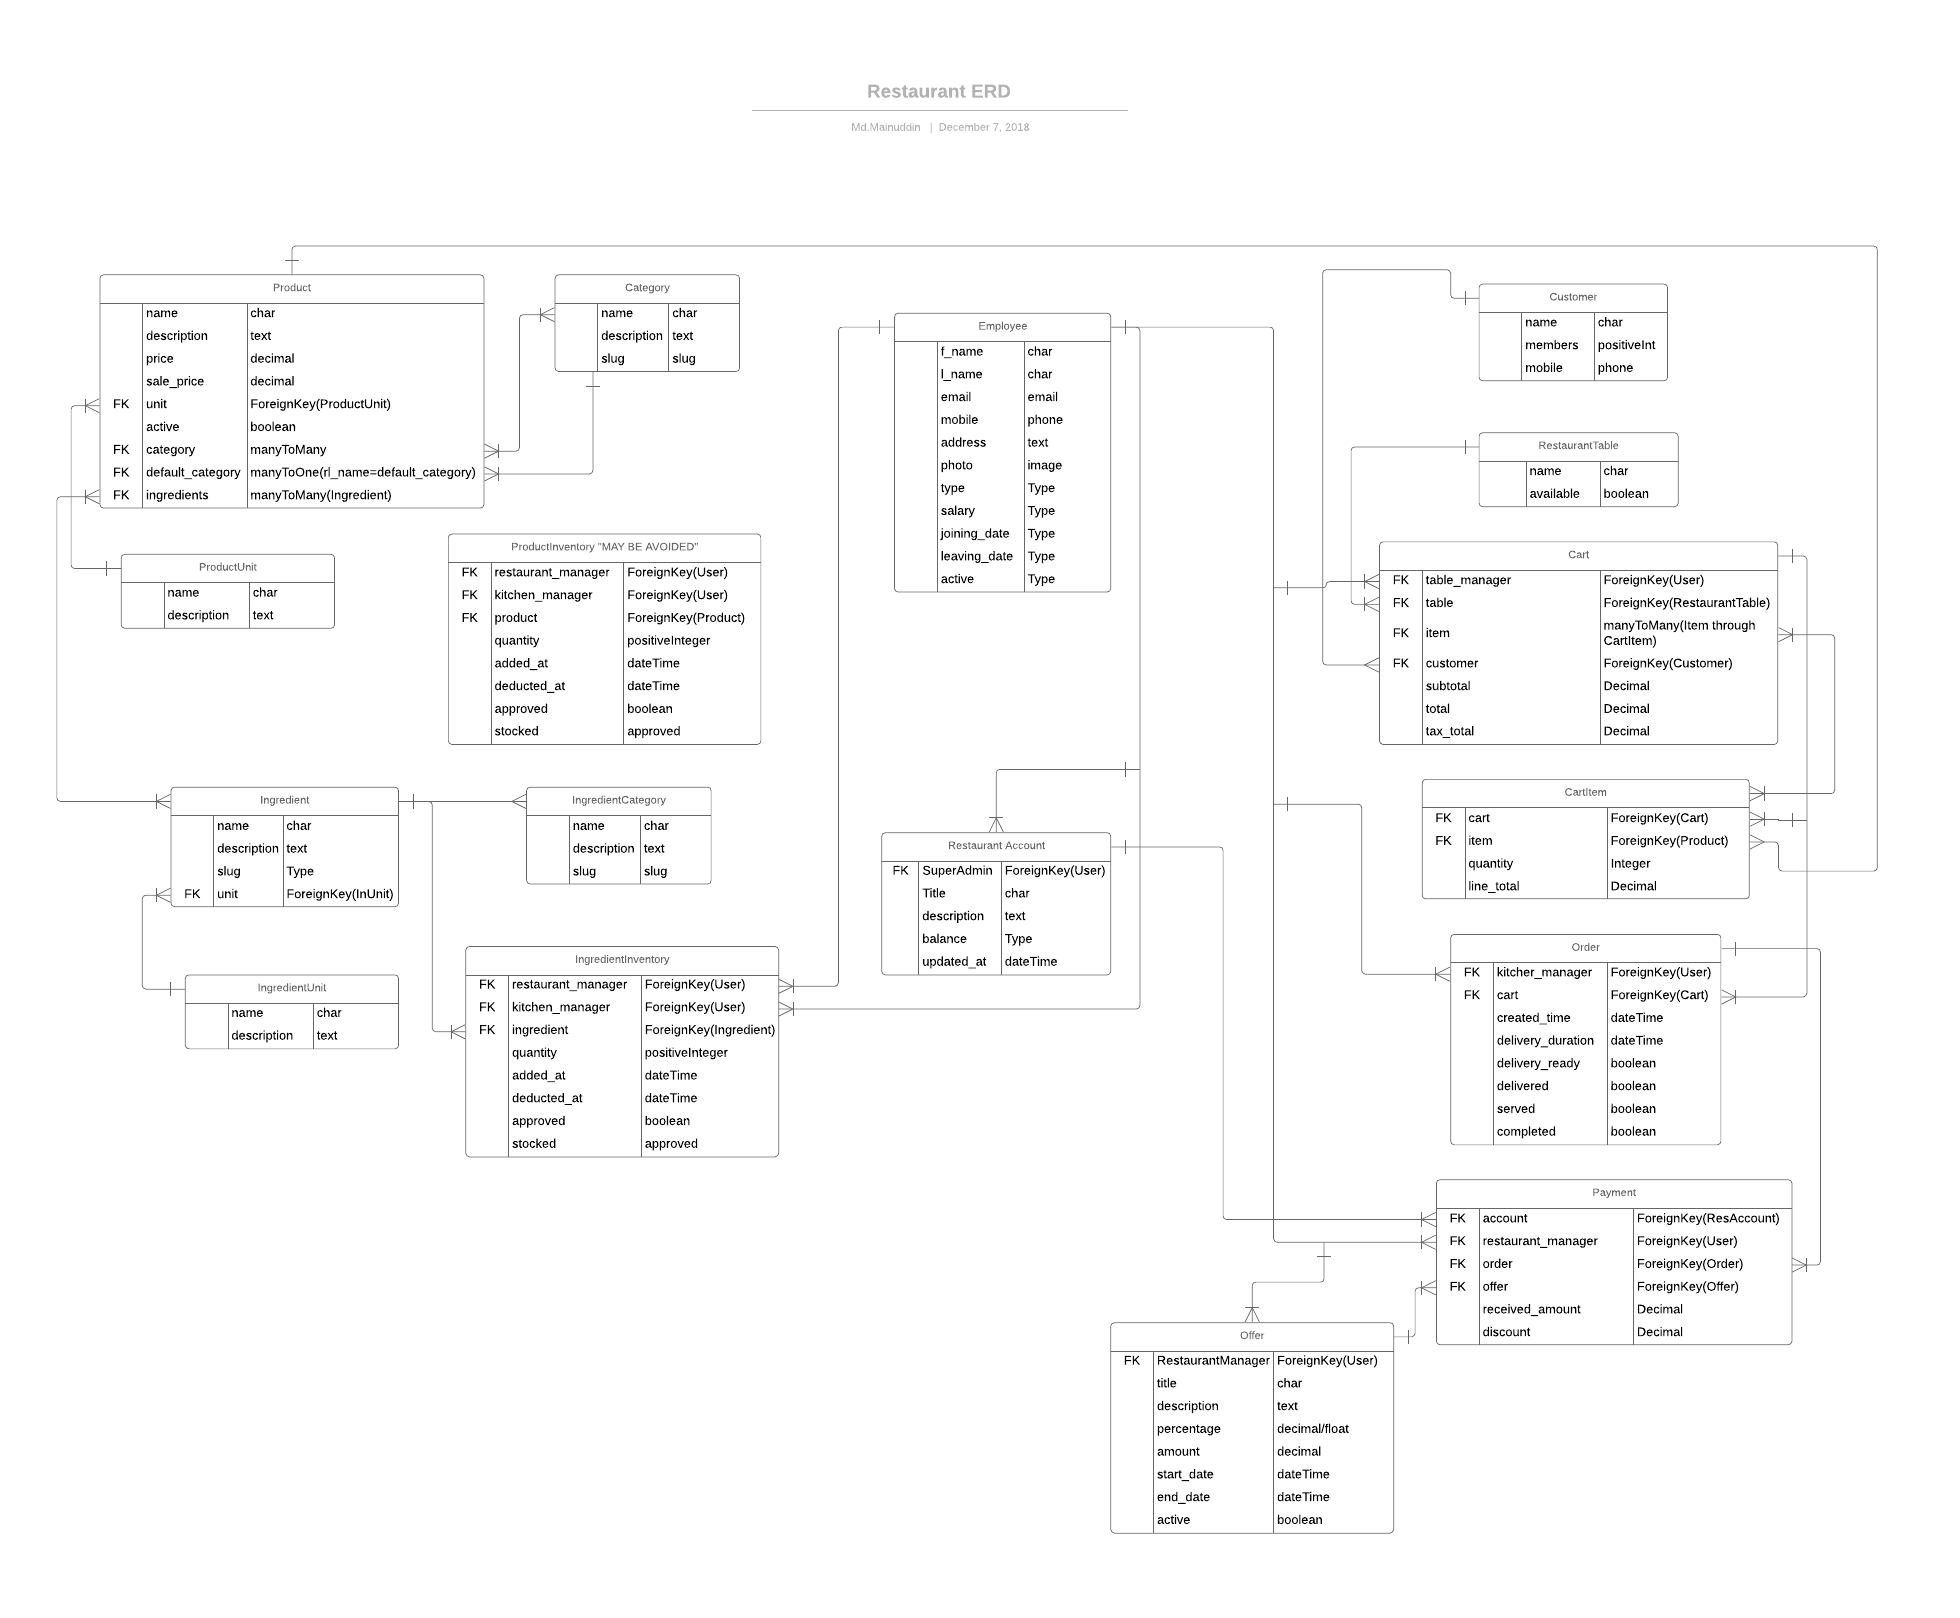 Restaurant ERD
Md.Mainuddin | December 7, 2018
Product
name char
description text
price decimal
sale_price decimal
FK unit ForeignKey(ProductUnit)
active boolean
FK category manyToMany
FK default_category manyToOne(rl_name=default_category)
FK ingredients manyToMany(Ingredient)
Category
name char
description text
slug slug
ProductUnit
name char
description text
ProductInventory "MAY BE AVOIDED"
FK restaurant_manager ForeignKey(User)
FK kitchen_manager ForeignKey(User)
FK product ForeignKey(Product)
quantity positiveInteger
added_at dateTime
deducted_at dateTime
approved boolean
stocked approved
Ingredient
name char
description text
slug Type
FK unit ForeignKey(InUnit)
IngredientCategory
name char
description text
slug slug
IngredientUnit
name char
description text
IngredientInventory
FK restaurant_manager ForeignKey(User)
FK kitchen_manager ForeignKey(User)
FK ingredient ForeignKey(Ingredient)
quantity positiveInteger
added_at dateTime
deducted_at dateTime
approved boolean
stocked approved
Employee
f_name char
l_name char
email email
mobile phone
address text
photo image
type Type
salary Type
joining_date Type
leaving_date Type
active Type
Restaurant Account
FK SuperAdmin ForeignKey(User)
Title char
description text
balance Type
updated_at dateTime
Customer
name char
members positiveInt
mobile phone
RestaurantTable
name char
available boolean
Cart
FK table_manager ForeignKey(User)
FK table ForeignKey(RestaurantTable)
FK item manyToMany(Item through
CartItem)
FK customer ForeignKey(Customer)
subtotal Decimal
total Decimal
tax_total Decimal
CartItem
FK cart ForeignKey(Cart)
FK item ForeignKey(Product)
quantity Integer
line_total Decimal
Order
FK kitcher_manager ForeignKey(User)
FK cart ForeignKey(Cart)
created_time dateTime
delivery_duration dateTime
delivery_ready boolean
delivered boolean
served boolean
completed boolean
Payment
FK account ForeignKey(ResAccount)
FK restaurant_manager ForeignKey(User)
FK order ForeignKey(Order)
FK offer ForeignKey(Offer)
received_amount Decimal
discount Decimal
Offer
FK RestaurantManager ForeignKey(User)
title char
description text
percentage decimal/float
amount decimal
start_date dateTime
end_date dateTime
active boolean